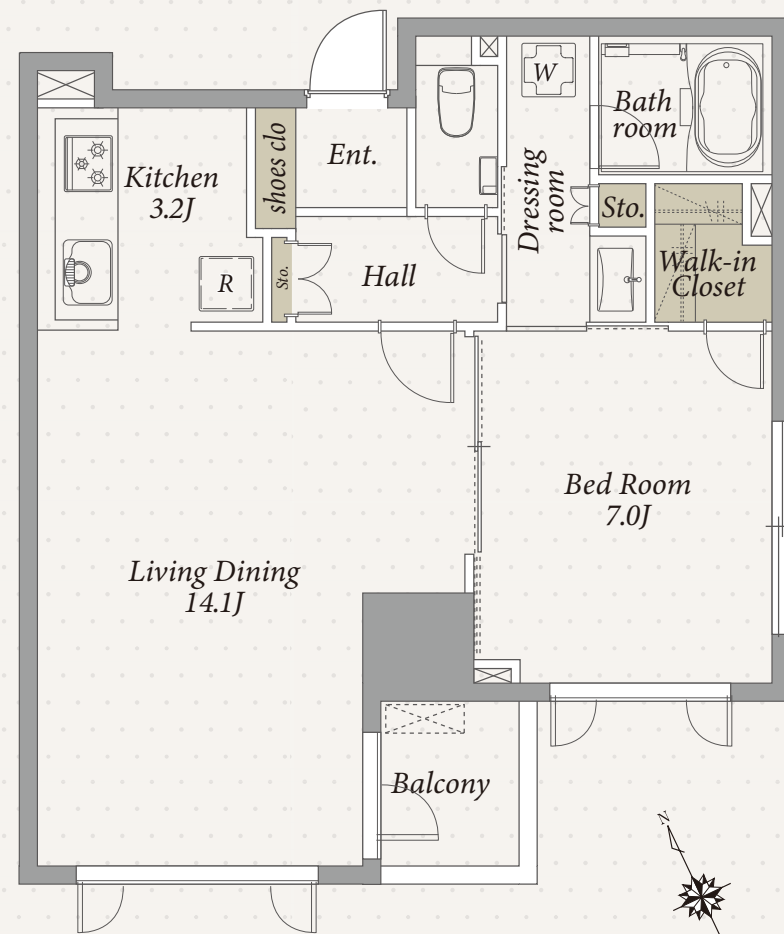 W
Bath
room
shoes clo
Ent.
Kitchen
3.2J
Dressing
room
Sto.
R
Sto.
Hall
Walk-in
Closet
Bed Room
7.0J
Living Dining
14.1J
Balcony
N